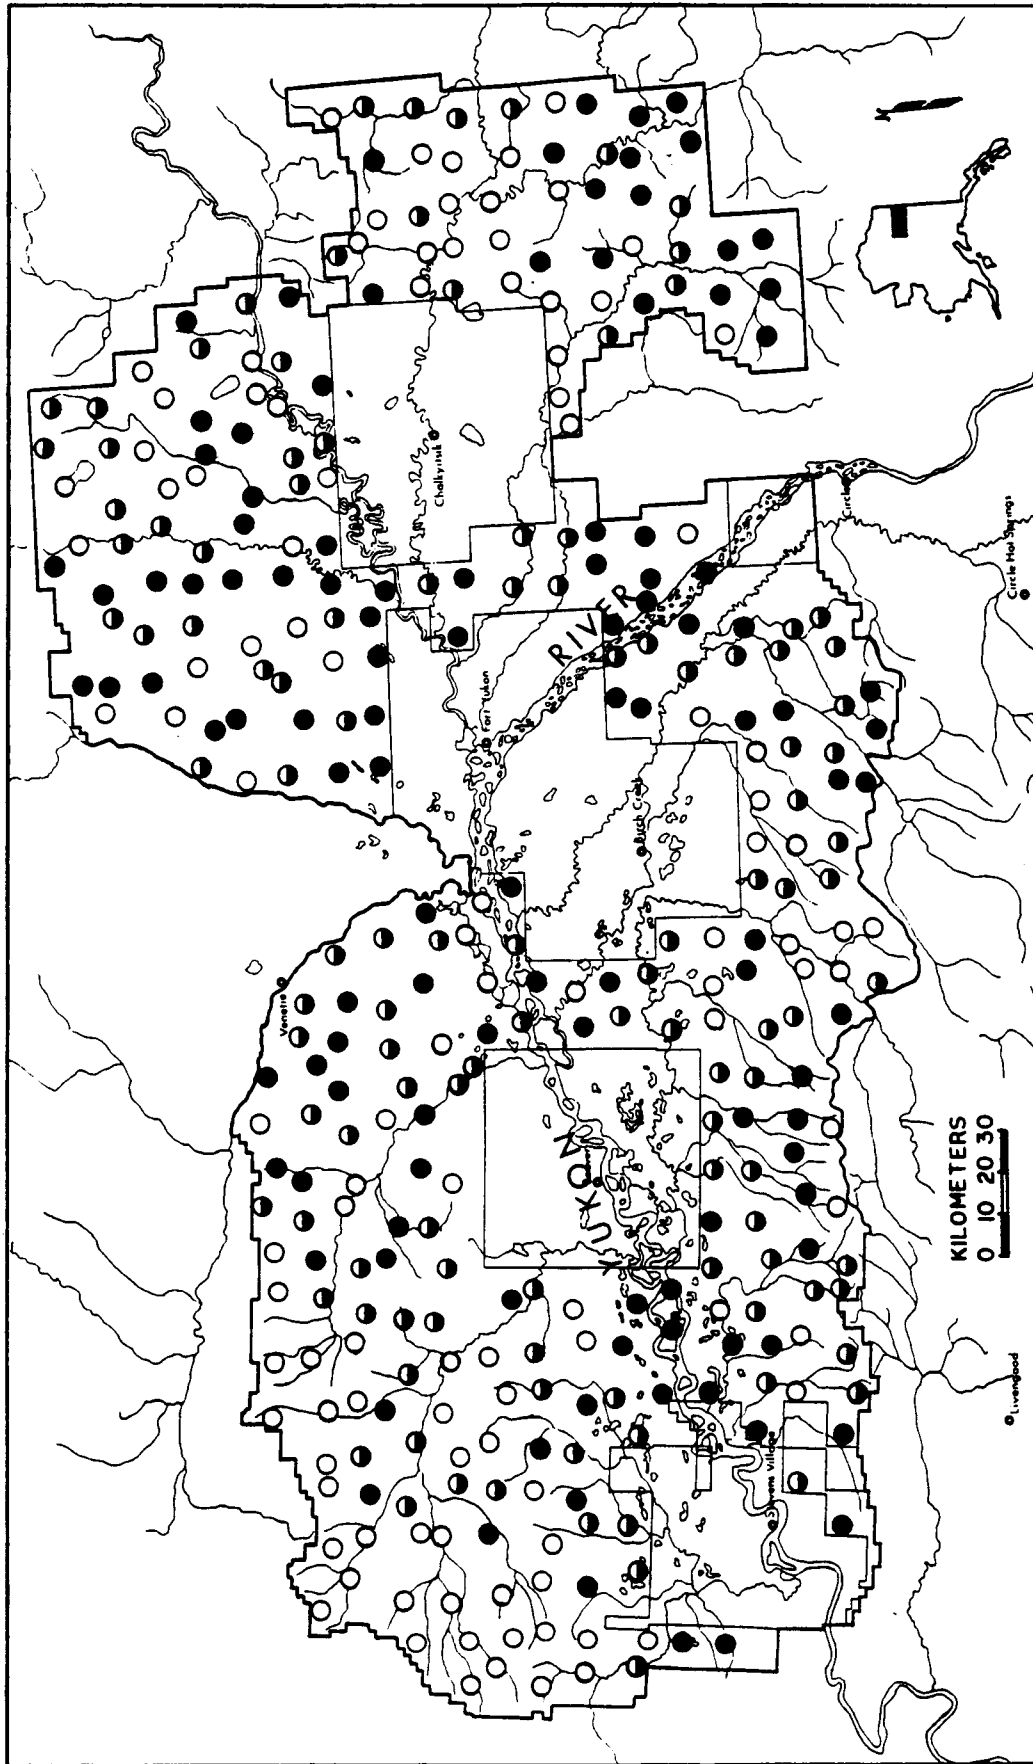 Venetie
Chalkyitsik
Fort Yukon
YUKON
RIVER
Birch Creek
Beaver
Circle
Circle Hot Springs
Stevens Village
Livengood
KILOMETERS
0 10 20 30
N